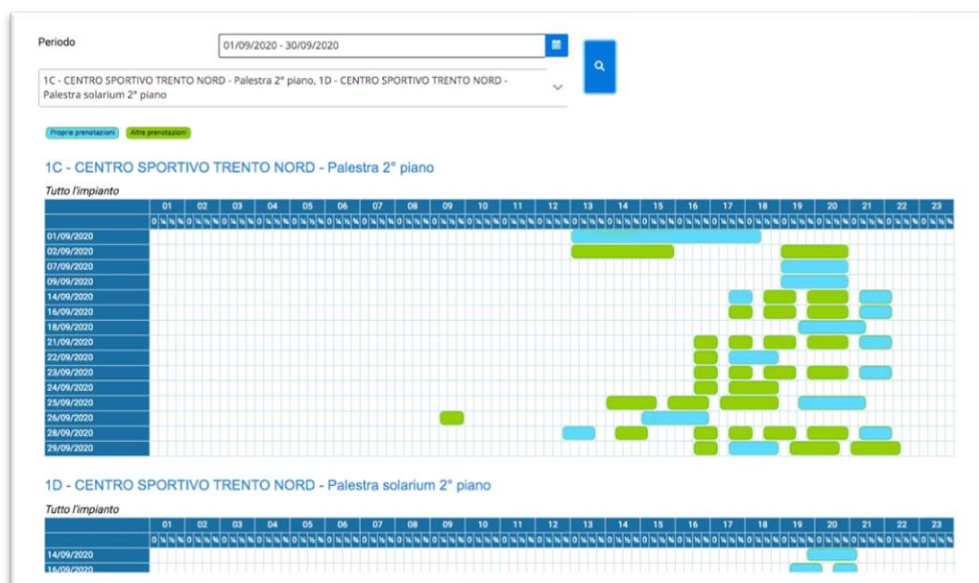 Periodo
01/09/2020 - 30/09/2020
1C - CENTRO SPORTIVO TRENTO NORD - Palestra 2° piano, 1D - CENTRO SPORTIVO TRENTO NORD -
Palestra solarium 2° piano
Proprie prenotazioni Altre prenotazioni
1C - CENTRO SPORTIVO TRENTO NORD - Palestra 2° piano
Tutto l'impianto
01 02 03 04 05 06 07 08 09 10 11 12 13 14 15 16 17 18 19 20 21 22 23
01/09/2020
02/09/2020
07/09/2020
09/09/2020
14/09/2020
16/09/2020
18/09/2020
21/09/2020
22/09/2020
23/09/2020
24/09/2020
25/09/2020
26/09/2020
28/09/2020
29/09/2020
1D - CENTRO SPORTIVO TRENTO NORD - Palestra solarium 2° piano
Tutto l'impianto
01 02 03 04 05 06 07 08 09 10 11 12 13 14 15 16 17 18 19 20 21 22 23
14/09/2020
16/09/2020